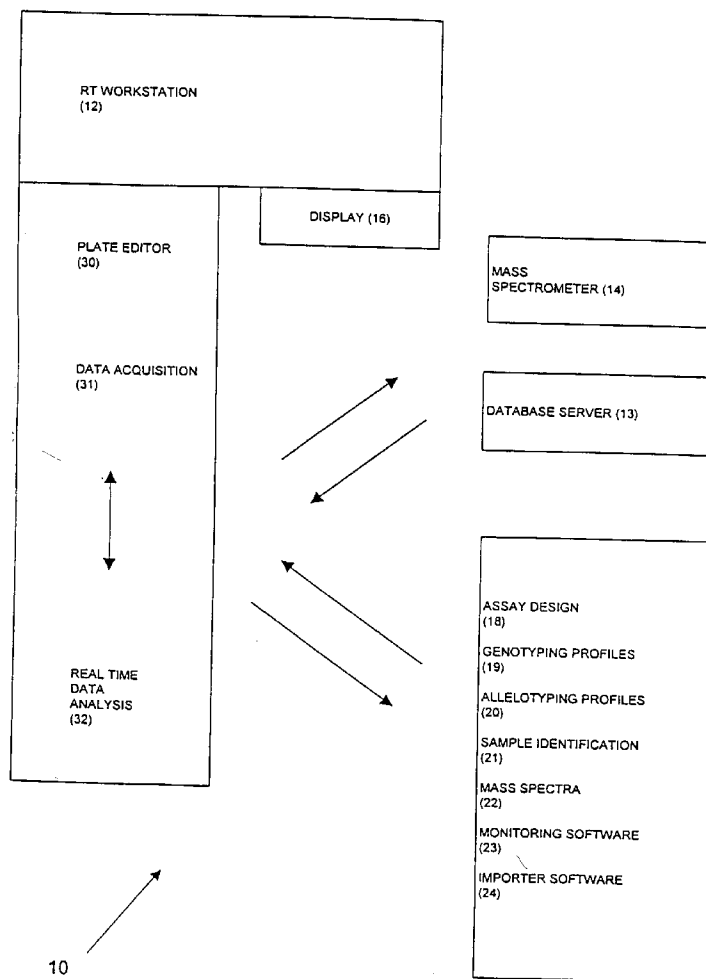 RT WORKSTATION
(12)
DISPLAY (16)
PLATE EDITOR
(30)
DATA ACQUISITION
(31)
REAL TIME
DATA
ANALYSIS
(32)
MASS
SPECTROMETER (14)
DATABASE SERVER (13)
ASSAY DESIGN
(18)
GENOTYPING PROFILES
(19)
ALLELOTYPING PROFILES
(20)
SAMPLE IDENTIFICATION
(21)
MASS SPECTRA
(22)
MONITORING SOFTWARE
(23)
IMPORTER SOFTWARE
(24)
10